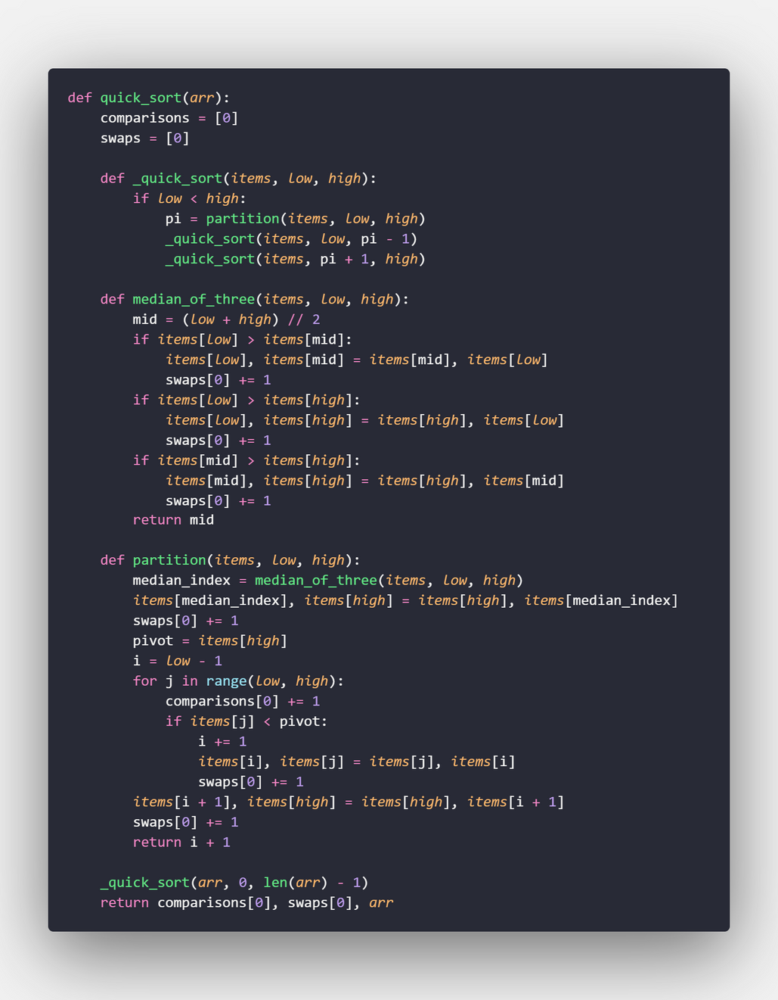 def quick_sort(arr):
    comparisons = [0]
    swaps = [0]

    def _quick_sort(items, low, high):
        if low < high:
            pi = partition(items, low, high)
            _quick_sort(items, low, pi - 1)
            _quick_sort(items, pi + 1, high)

    def median_of_three(items, low, high):
        mid = (low + high) // 2
        if items[low] > items[mid]:
            items[low], items[mid] = items[mid], items[low]
            swaps[0] += 1
        if items[low] > items[high]:
            items[low], items[high] = items[high], items[low]
            swaps[0] += 1
        if items[mid] > items[high]:
            items[mid], items[high] = items[high], items[mid]
            swaps[0] += 1
        return mid

    def partition(items, low, high):
        median_index = median_of_three(items, low, high)
        items[median_index], items[high] = items[high], items[median_index]
        swaps[0] += 1
        pivot = items[high]
        i = low - 1
        for j in range(low, high):
            comparisons[0] += 1
            if items[j] < pivot:
                i += 1
                items[i], items[j] = items[j], items[i]
                swaps[0] += 1
        items[i + 1], items[high] = items[high], items[i + 1]
        swaps[0] += 1
        return i + 1

    _quick_sort(arr, 0, len(arr) - 1)
    return comparisons[0], swaps[0], arr